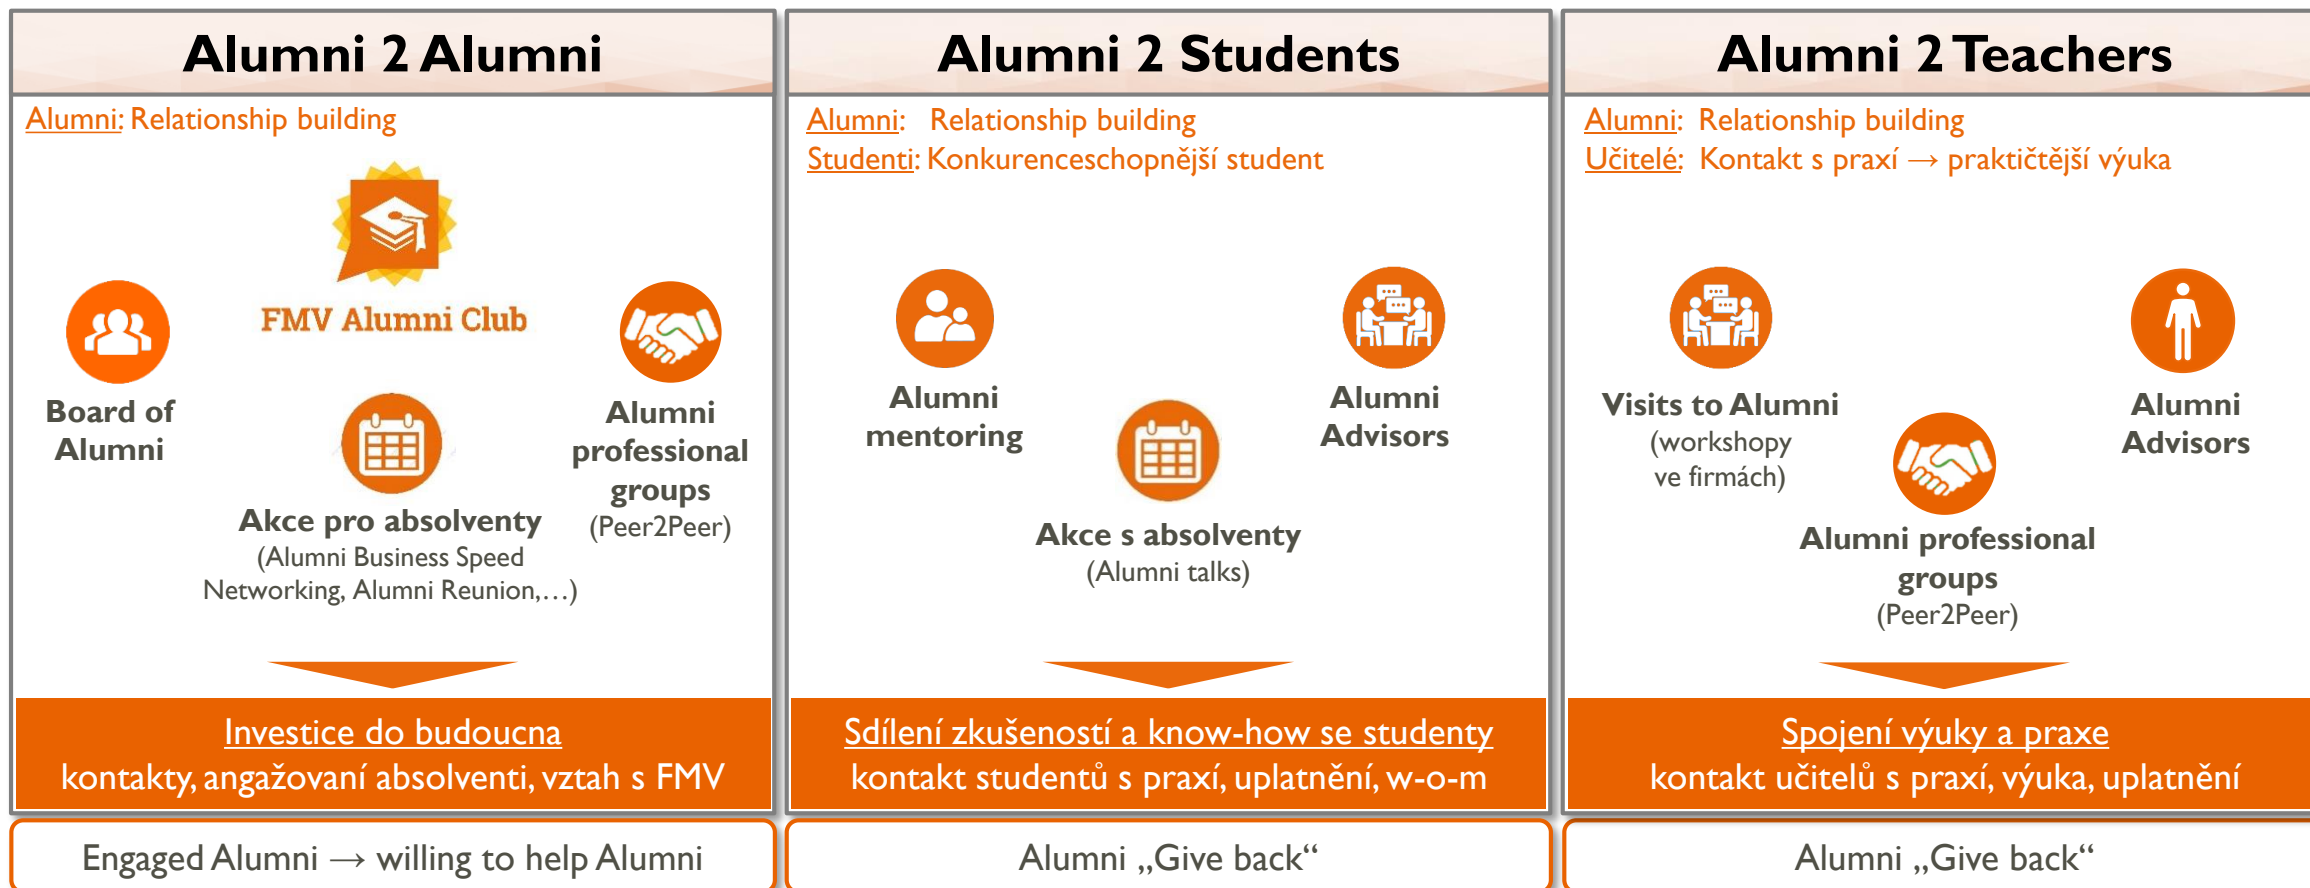 Alumni 2 Alumni
Alumni: Relationship building
FMV Alumni Club
Board of
Alumni
Akce pro absolventy
(Alumni Business Speed
Networking, Alumni Reunion,…)
Alumni
professional
groups
(Peer2Peer)
Investice do budoucna
kontakty, angažovaní absolventi, vztah s FMV
Engaged Alumni → willing to help Alumni
Alumni 2 Students
Alumni: Relationship building
Studenti: Konkurenceschopnější student
Alumni
mentoring
Akce s absolventy
(Alumni talks)
Alumni
Advisors
Sdílení zkušeností a know-how se studenty
kontakt studentů s praxí, uplatnění, w-o-m
Alumni „Give back“
Alumni 2 Teachers
Alumni: Relationship building
Učitelé: Kontakt s praxí → praktičtější výuka
Visits to Alumni
(workshopy
ve firmách)
Alumni professional
groups
(Peer2Peer)
Alumni
Advisors
Spojení výuky a praxe
kontakt učitelů s praxí, výuka, uplatnění
Alumni „Give back“